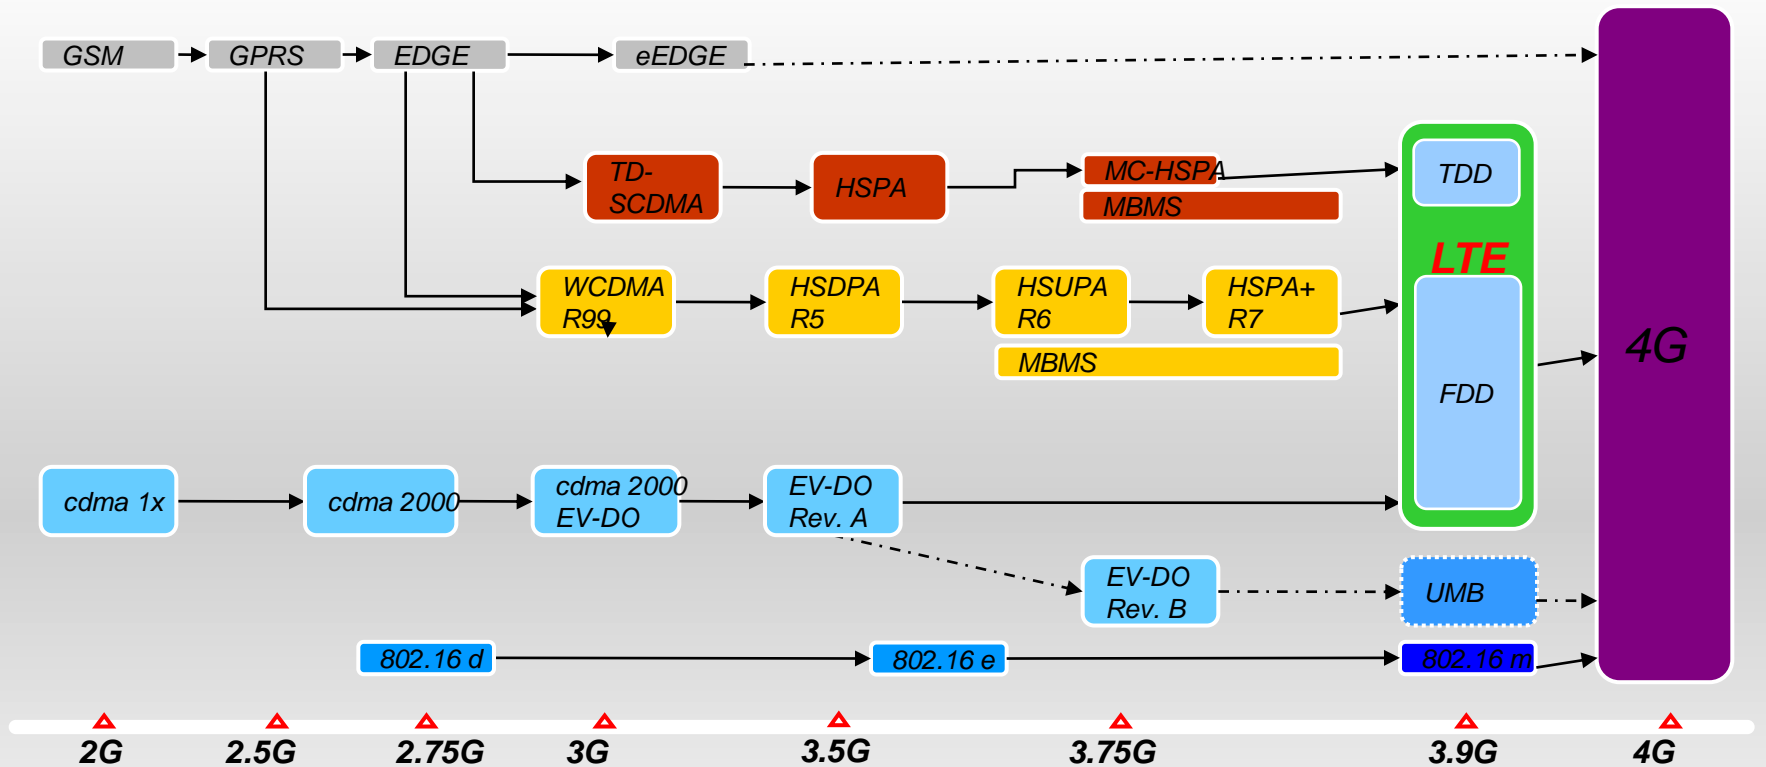 GSM
GPRS
EDGE
eEDGE
TD-
SCDMA
HSPA
MC-HSPA
MBMS
TDD
LTE
WCDMA
R99
HSDPA
R5
HSUPA
R6
HSPA+
R7
MBMS
FDD
4G
cdma 1x
cdma 2000
cdma 2000
EV-DO
EV-DO
Rev. A
EV-DO
Rev. B
UMB
802.16 d
802.16 e
802.16 m
2G
2.5G
2.75G
3G
3.5G
3.75G
3.9G
4G